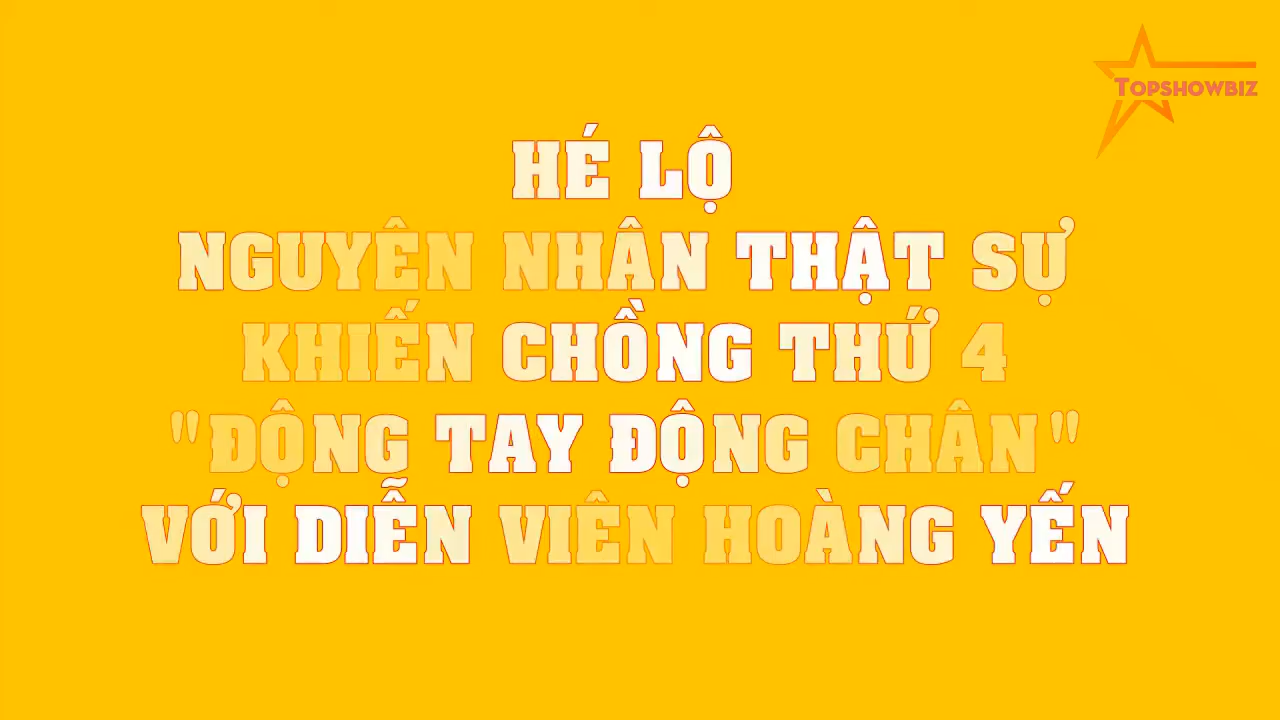 TOPSHOWBIZ
HÉ LỘ
NGUYÊN NHÂN THẬT SỰ
KHIẾN CHỒNG THỨ 4
"ĐỘNG TAY ĐỘNG CHÂN"
VỚI DIỄN VIÊN HOÀNG YẾN